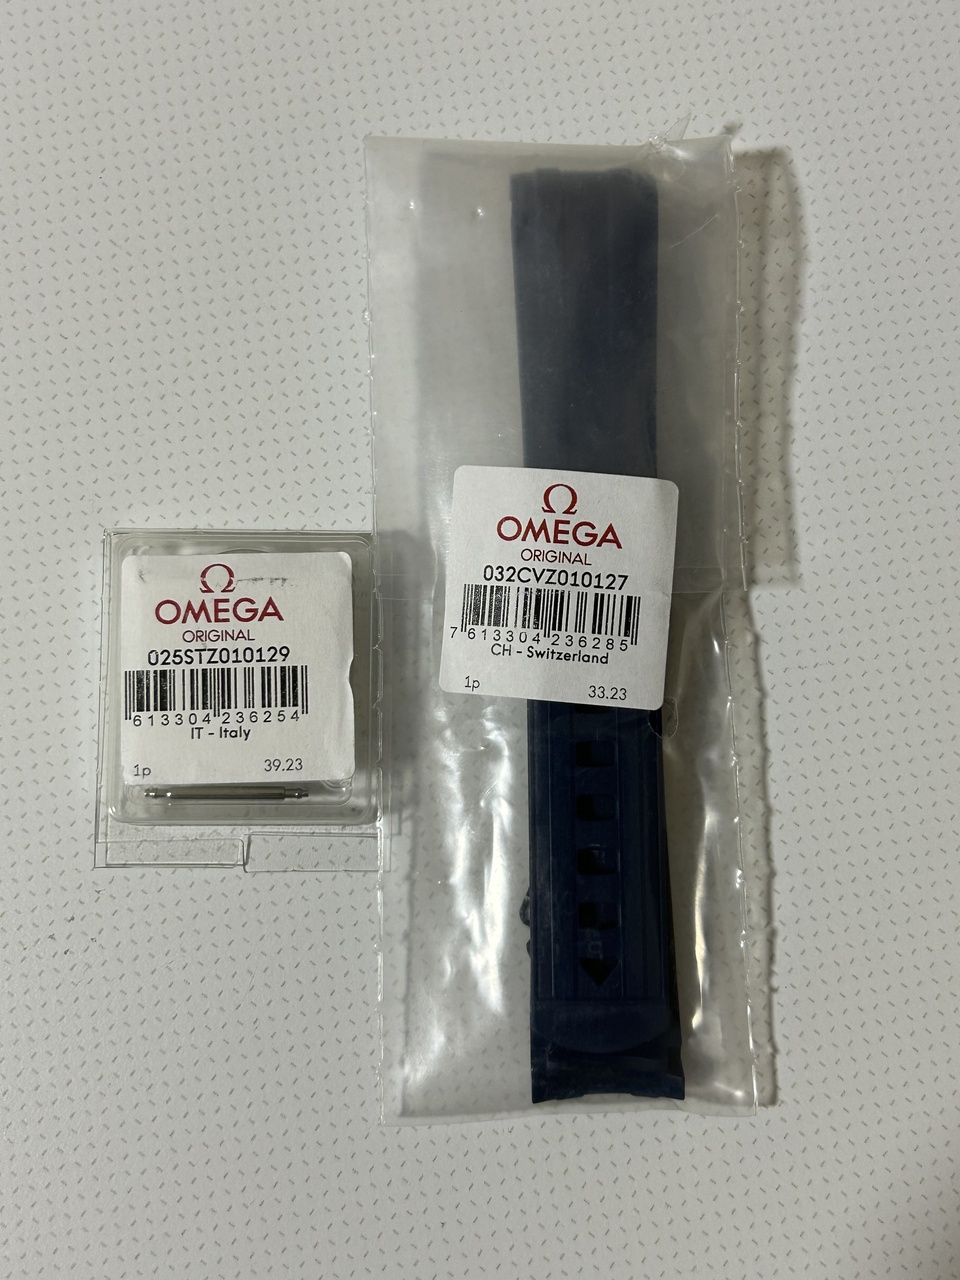 Ω
OMEGA
ORIGINAL
025STZ010129
613304 236254
IT - Italy
1p 39.23
Ω
OMEGA
ORIGINAL
032CVZ010127
7 613304 236285
CH - Switzerland
1p 33.23